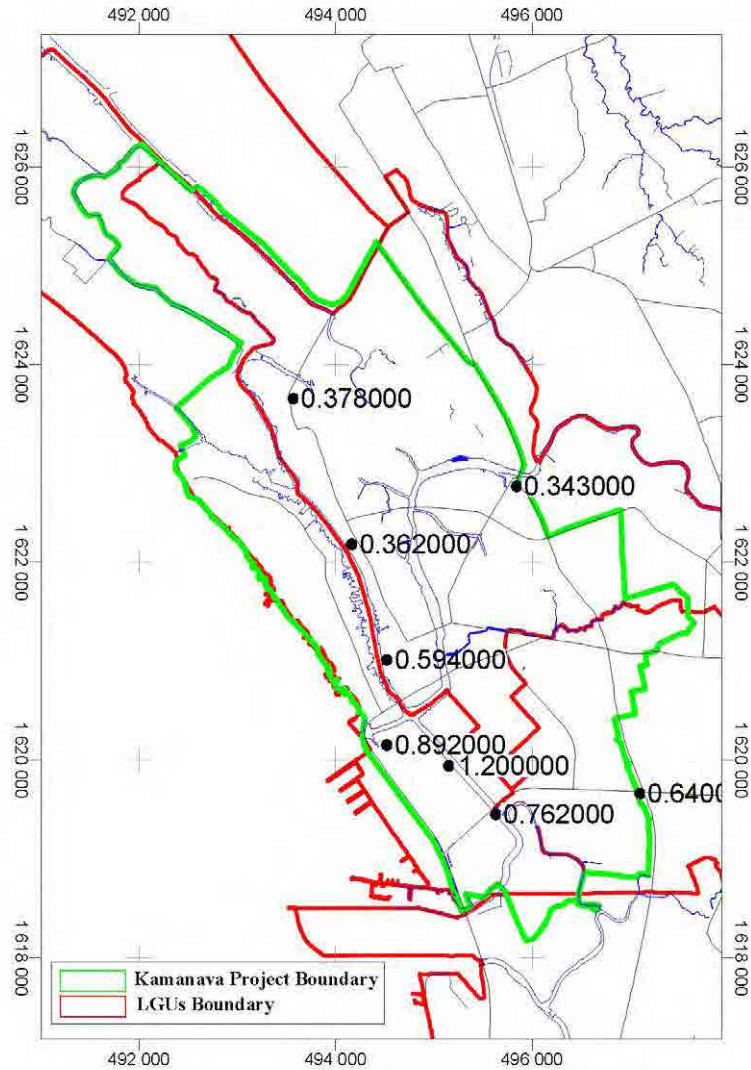 492 000 494 000 496 000
1 626 000 1 626 000
1 624 000 1 624 000
0.378000
0.343000
0.362000
1 622 000 1 622 000
0.594000
0.892000
1 620 000 1 620 000
1.200000
0.6400
0.762000
1 618 000 1 618 000
Kamanava Project Boundary
LGUs Boundary
492 000 494 000 496 000